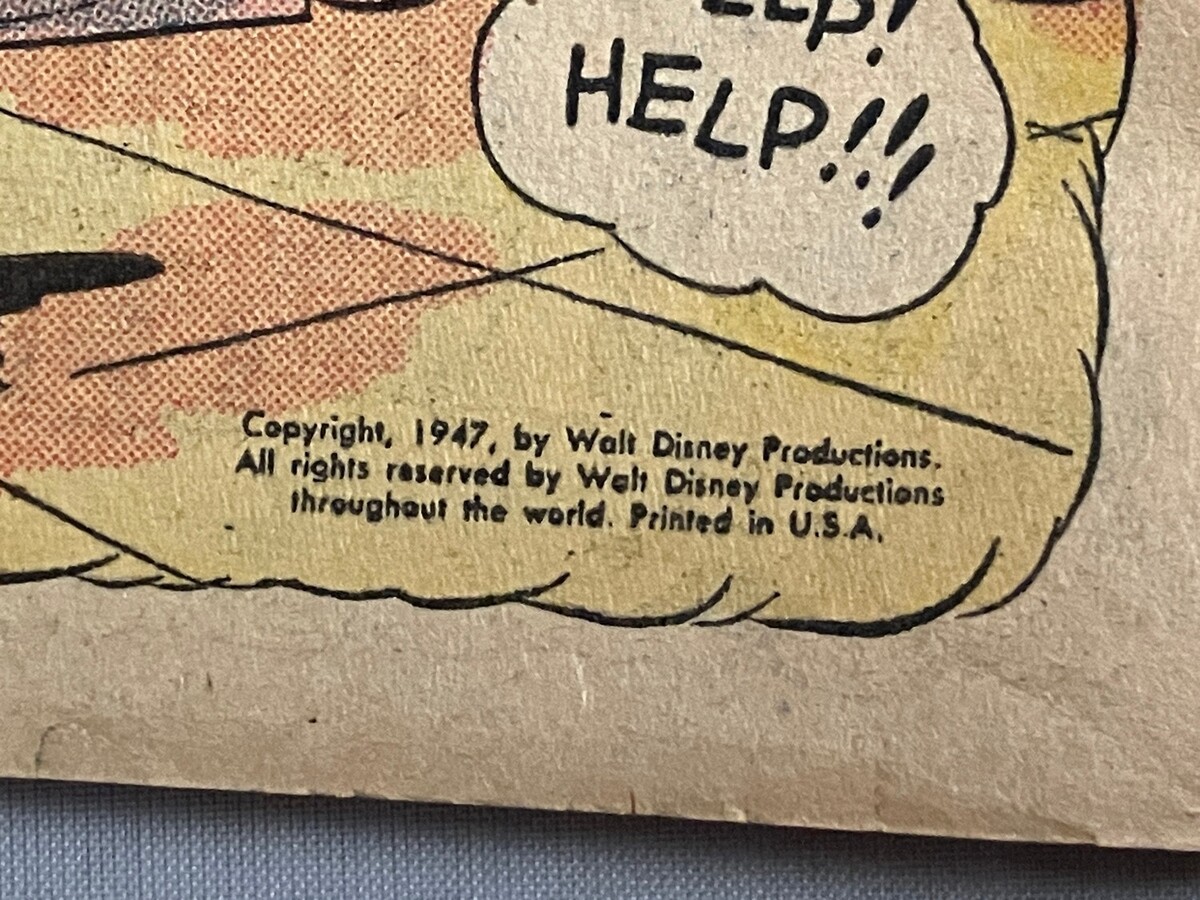 ELP!
HELP!!!
Copyright, 1947, by Walt Disney Productions.
All rights reserved by Walt Disney Productions
throughout the world. Printed in U.S.A.